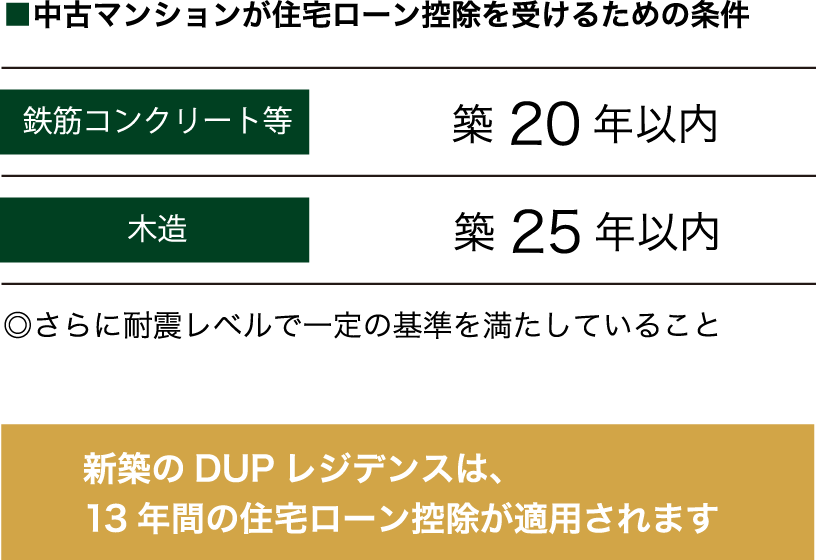 ■中古マンションが住宅ローン控除を受けるための条件
鉄筋コンクリート等 築 20 年以内
木造 築 25 年以内
◎さらに耐震レベルで一定の基準を満たしていること
新築の DUP レジデンスは、
13 年間の住宅ローン控除が適用されます